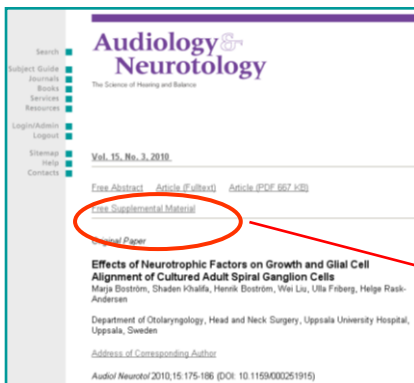 Search
Subject Guide
Journals
Books
Services
Resources
Login/Admin
Logout
Sitemap
Help
Contacts
Audiology &
Neurotology
The Science of Hearing and Balance
Vol. 15, No. 3, 2010
Free Abstract Article (Fulltext) Article (PDF 667 KB)
Free Supplemental Material
Original Paper
Effects of Neurotrophic Factors on Growth and Glial Cell
Alignment of Cultured Adult Spiral Ganglion Cells
Marja Boström, Shaden Khalifa, Henrik Boström, Wei Liu, Ulla Friberg, Helge Rask-
Andersen
Department of Otolaryngology, Head and Neck Surgery, Uppsala University Hospital,
Uppsala, Sweden
Address of Corresponding Author
Audiol Neurotol 2010;15:175-186 (DOI: 10.1159/000251915)